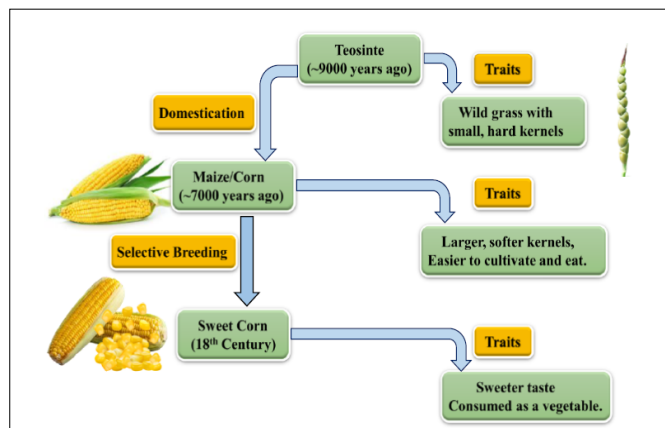 Teosinte
(~9000 years ago)
Traits
Domestication
Wild grass with
small, hard kernels
Maize/Corn
(~7000 years ago)
Traits
Selective Breeding
Larger, softer kernels,
Easier to cultivate and eat.
Sweet Corn
(18th Century)
Traits
Sweeter taste
Consumed as a vegetable.